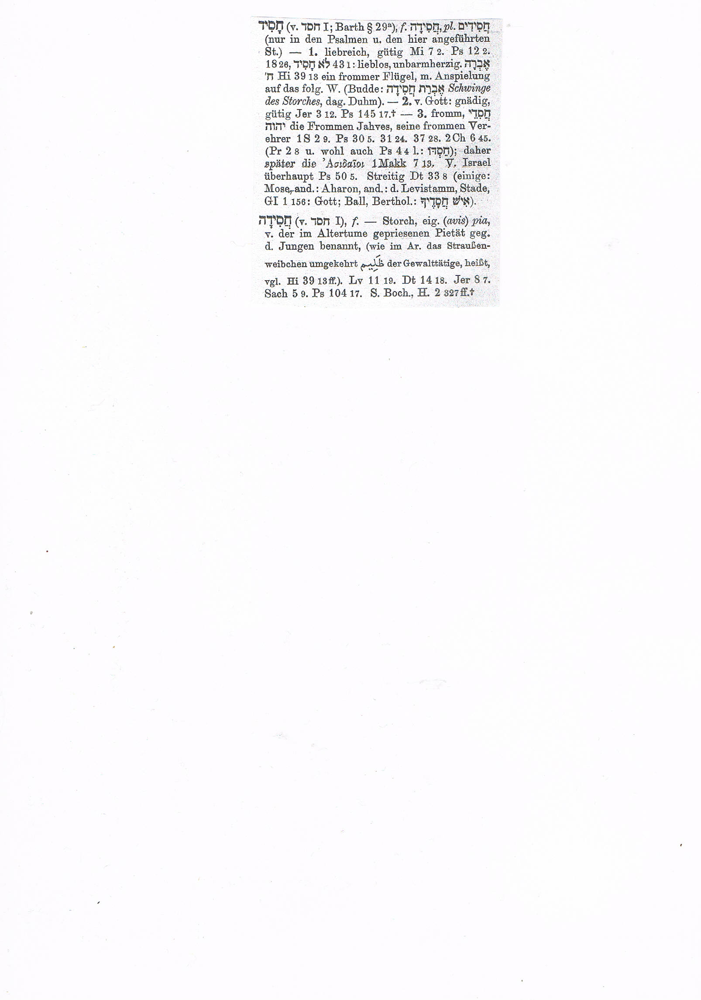 חָסִיד (v. חסד I; Barth § 29ª), f. חֲסִידָה, pl. חֲסִידִים
(nur in den Psalmen u. den hier angeführten
St.) — 1. liebreich, gütig Mi 7 2. Ps 12 2.
18 26, לֹא חָסִיד 43 1: lieblos, unbarmherzig. אֶבְרָה
ח' Hi 39 13 ein frommer Flügel, m. Anspielung
auf das folg. W. (Budde: אֶבְרַת חֲסִידָה Schwinge
des Storches, dag. Duhm). — 2. v. Gott: gnädig,
gütig Jer 3 12. Ps 145 17.† — 3. fromm, חֲסִדֵי
יהוה die Frommen Jahves, seine frommen Ver-
ehrer 1S 2 9. Ps 30 5. 31 24. 37 28. 2Ch 6 45.
(Pr 2 8 u. wohl auch Ps 4 4 l.: חֲסִדָו); daher
später die Ἀσιδαῖοι 1Makk 7 13. V. Israel
überhaupt Ps 50 5. Streitig Dt 33 8 (einige:
Mose, and.: Aharon, and.: d. Levistamm, Stade,
GI 1 156: Gott; Ball, Berthol.: אִישׁ חֲסָדֶיךָ).
חֲסִידָה (v. חסד I), f. — Storch, eig. (avis) pia,
v. der im Altertume gepriesenen Pietät geg.
d. Jungen benannt, (wie im Ar. das Straußen-
weibchen umgekehrt ظَلِيم der Gewalttätige, heißt,
vgl. Hi 39 13ff.). Lv 11 19. Dt 14 18. Jer 8 7.
Sach 5 9. Ps 104 17. S. Boch., H. 2 327ff.†